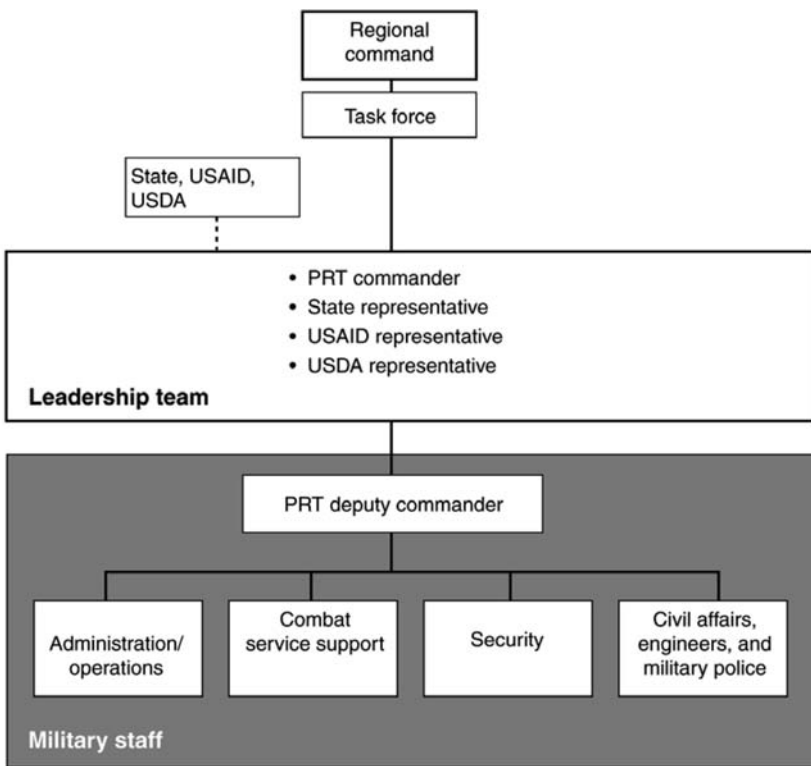 Regional
command
Task force
State, USAID,
USDA
• PRT commander
• State representative
• USAID representative
• USDA representative
Leadership team
PRT deputy commander
Administration/
operations
Combat
service support
Security
Civil affairs,
engineers, and
military police
Military staff